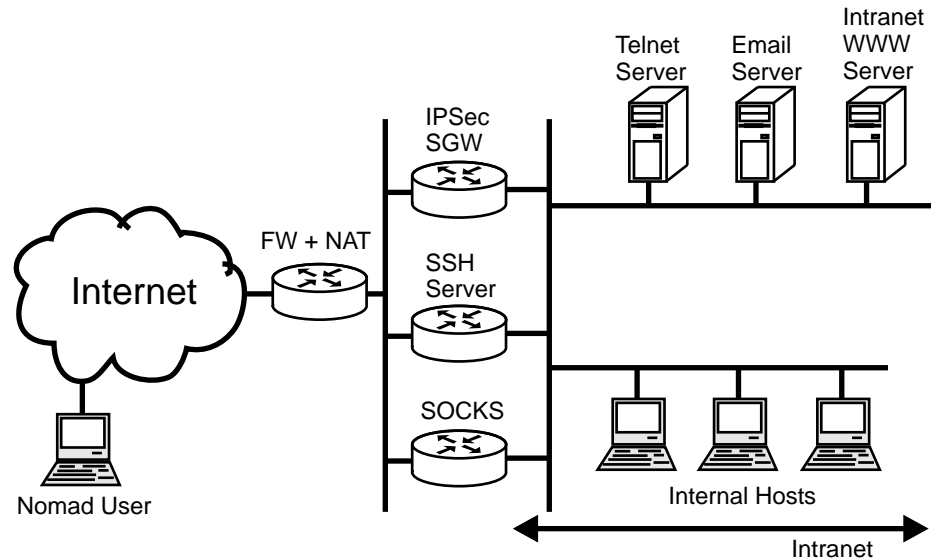 Telnet
Server
Email
Server
Intranet
WWW
Server
IPSec
SGW
FW + NAT
SSH
Server
Internet
SOCKS
Nomad User
Internal Hosts
Intranet